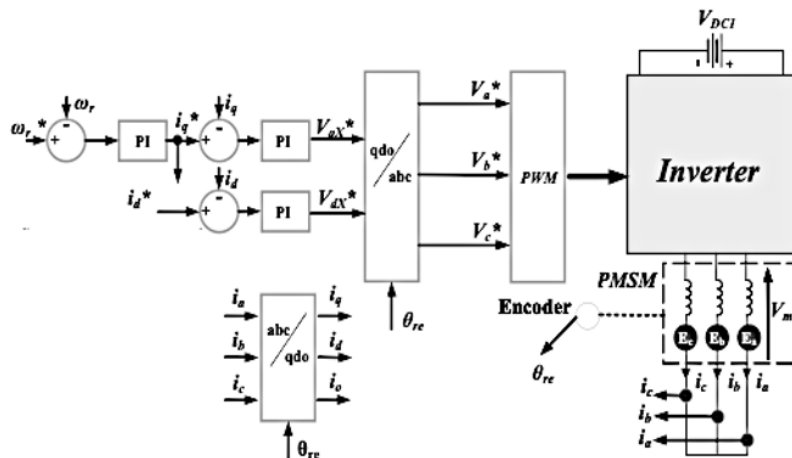 V_DC1
- +
ω_r* + - ω_r PI i_q* - i_q PI V_qX*
i_d* + - i_d PI V_dX*
qdo / abc
V_a*
V_b*
V_c*
PWM
Inverter
PMSM
V_m
E_c E_b E_a
Encoder
θ_re
θ_re
i_a
i_b
i_c
abc / qdo
i_q
i_d
i_o
θ_re
i_c i_b i_a
i_c
i_b
i_a